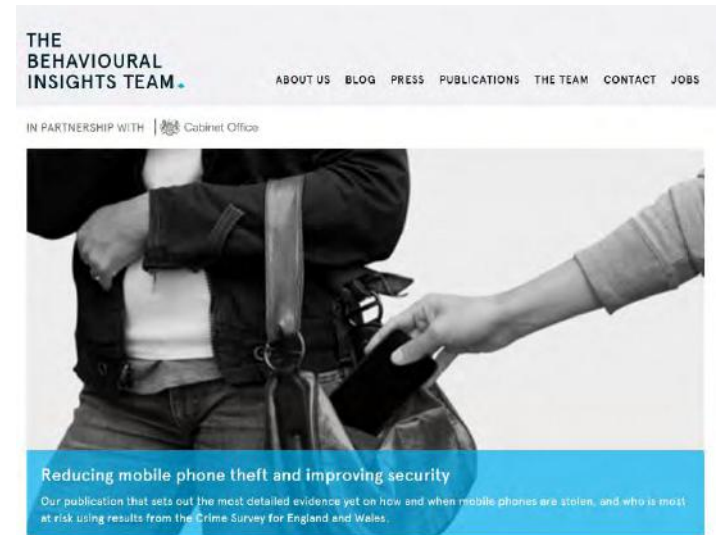 THE
BEHAVIOURAL
INSIGHTS TEAM.
ABOUT US BLOG PRESS PUBLICATIONS THE TEAM CONTACT JOBS
IN PARTNERSHIP WITH Cabinet Office
Reducing mobile phone theft and improving security
Our publication that sets out the most detailed evidence yet on how and when mobile phones are stolen, and who is most
at risk using results from the Crime Survey for England and Wales.